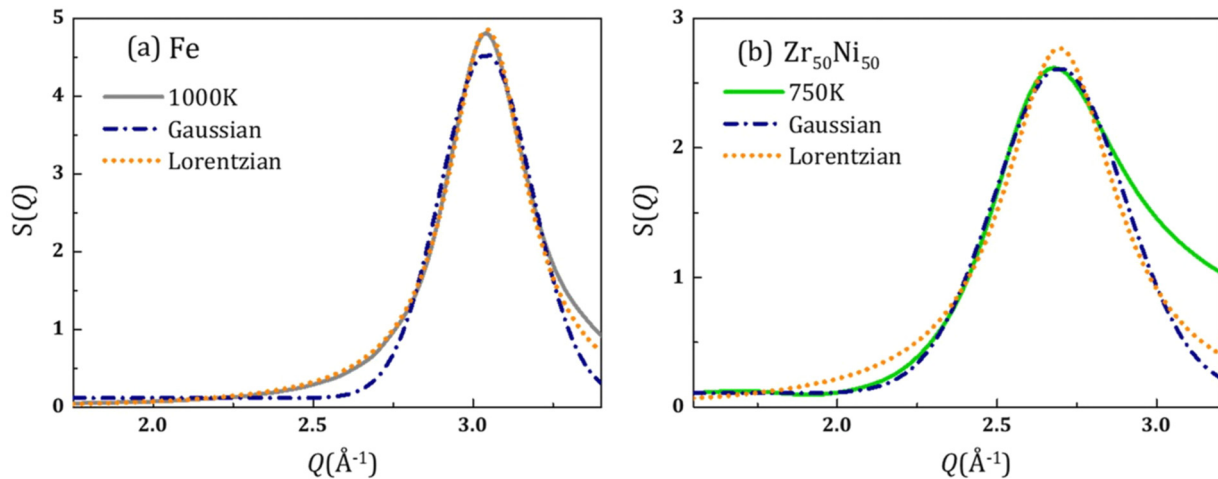 (a) Fe
1000K
Gaussian
Lorentzian
S(Q)
5
4
3
2
1
0
2.0 2.5 3.0
Q(Å⁻¹)
(b) Zr₅₀Ni₅₀
750K
Gaussian
Lorentzian
S(Q)
3
2
1
0
2.0 2.5 3.0
Q(Å⁻¹)